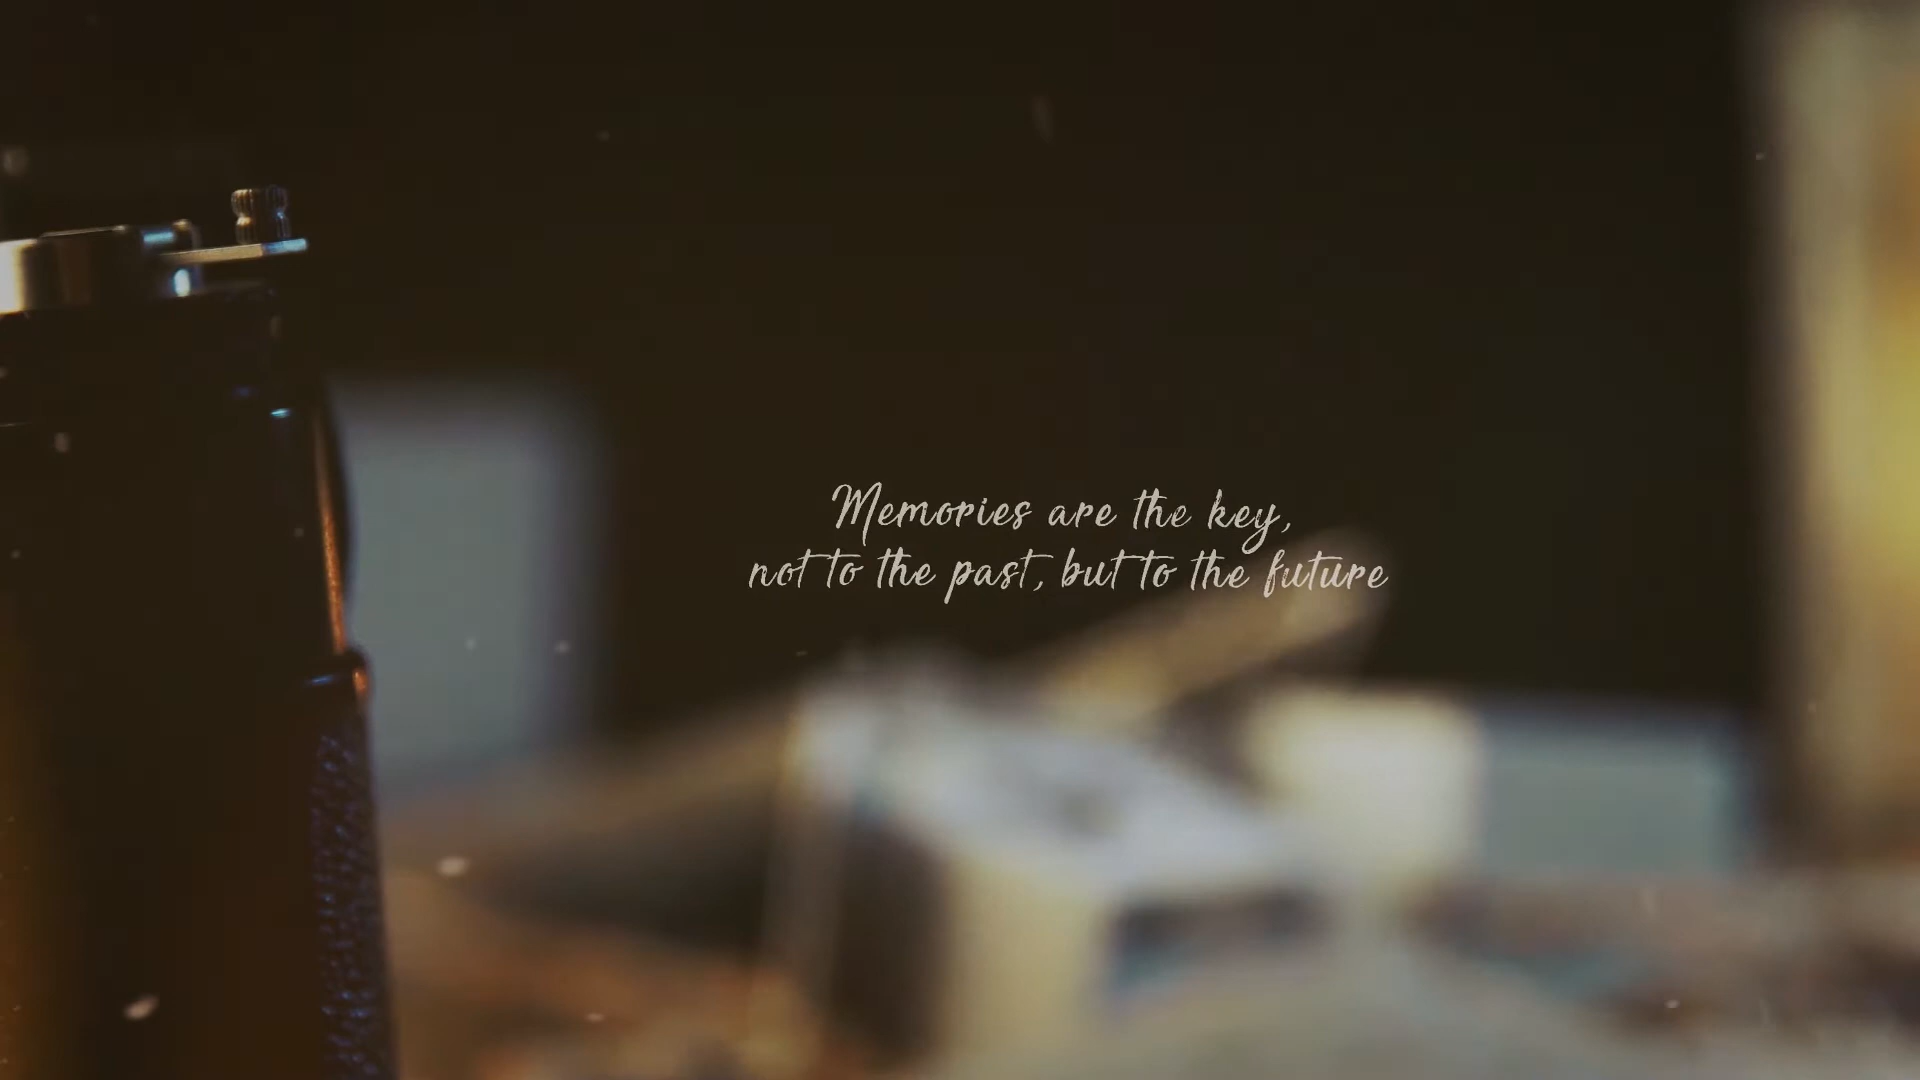 Memories are the key,
not to the past, but to the future